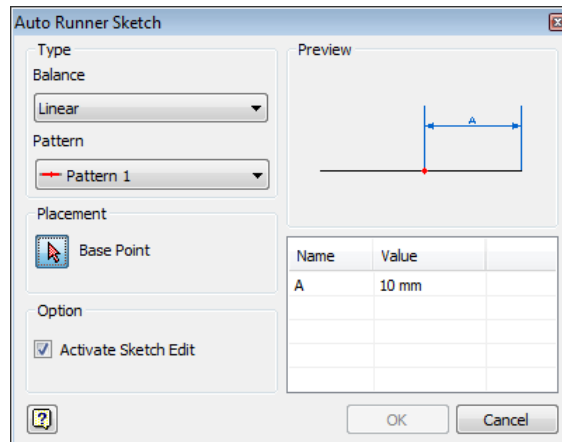 Auto Runner Sketch
Type
Balance
Linear
Pattern
Pattern 1
Placement
Base Point
Option
Activate Sketch Edit
Preview
A
Name Value
A 10 mm
?
OK Cancel